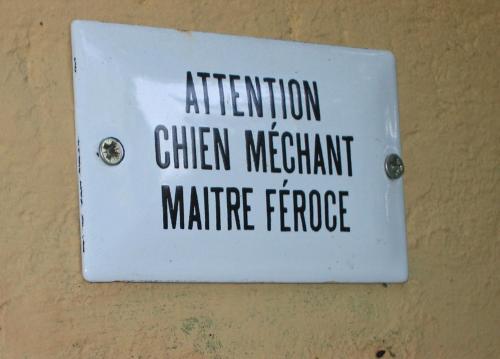 ATTENTION
CHIEN MÉCHANT
MAITRE FÉROCE